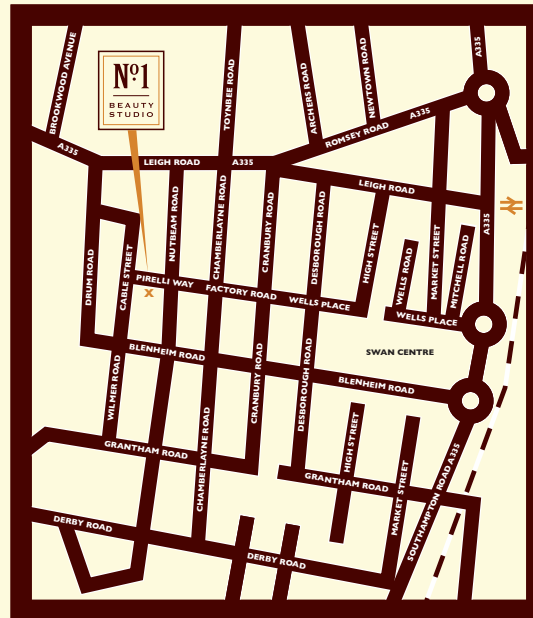 BROOKWOOD AVENUE
Nº1
BEAUTY
STUDIO
TOYNBEE ROAD
ARCHERS ROAD
NEWTOWN ROAD
A335
ROMSEY ROAD
A335
A335
LEIGH ROAD
A335
LEIGH ROAD
A335
DRUM ROAD
CABLE STREET
NUTBEAM ROAD
CHAMBERLAYNE ROAD
CRANBURY ROAD
DESBOROUGH ROAD
HIGH STREET
WELLS ROAD
MARKET STREET
MITCHELL ROAD
PIRELLI WAY
X
FACTORY ROAD
WELLS PLACE
WELLS PLACE
SWAN CENTRE
BLENHEIM ROAD
BLENHEIM ROAD
WILMER ROAD
CHAMBERLAYNE ROAD
CRANBURY ROAD
DESBOROUGH ROAD
HIGH STREET
MARKET STREET
SOUTHAMPTON ROAD A335
GRANTHAM ROAD
GRANTHAM ROAD
DERBY ROAD
DERBY ROAD